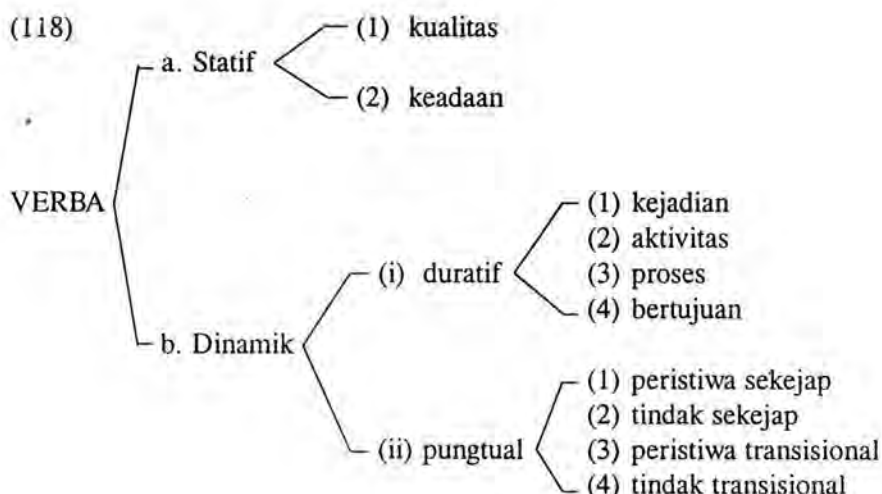 (118)
(1) kualitas
a. Statif
(2) keadaan
VERBA
(1) kejadian
(2) aktivitas
(i) duratif
(3) proses
(4) bertujuan
b. Dinamik
(1) peristiwa sekejap
(2) tindak sekejap
(ii) pungtual
(3) peristiwa transisional
(4) tindak transisional